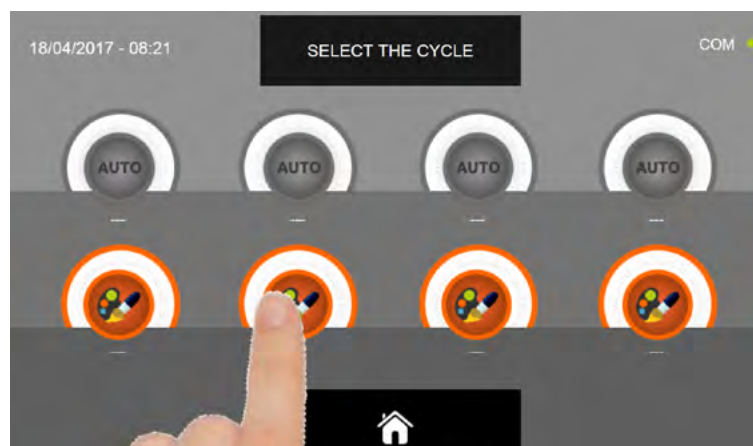 18/04/2017 - 08:21
SELECT THE CYCLE
COM
AUTO AUTO AUTO AUTO
--- --- --- ---
--- --- --- ---